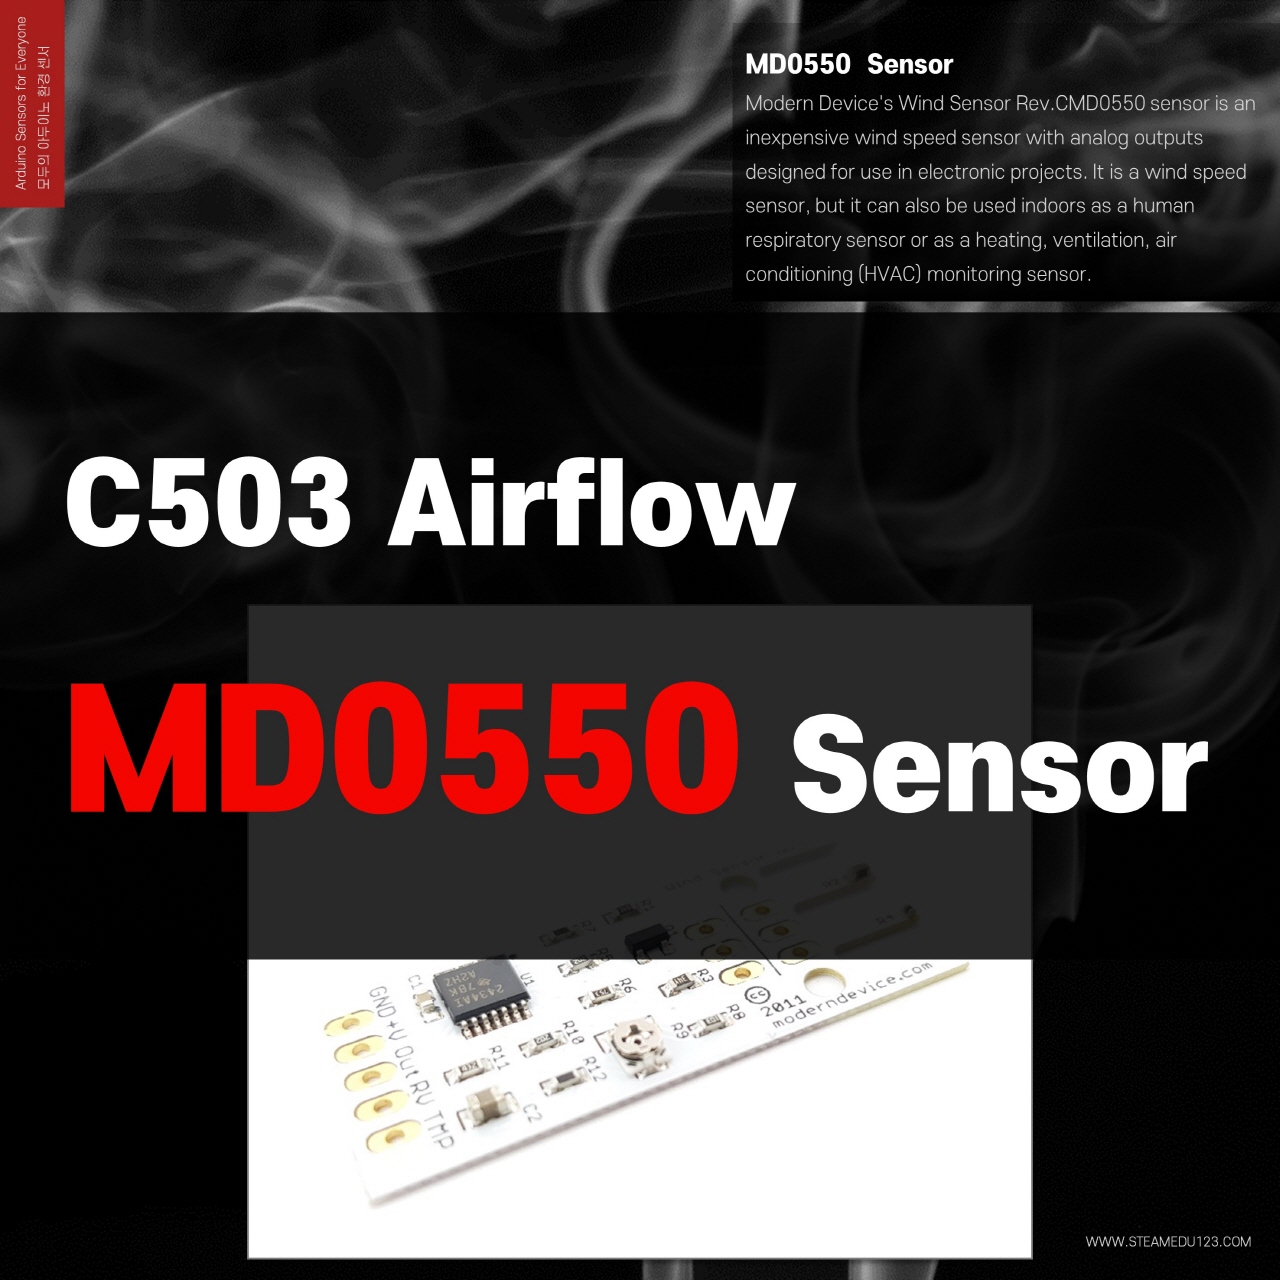 Arduino Sensors for Everyone
모두의 아두이노 환경 센서
MD0550 Sensor
Modern Device's Wind Sensor Rev.CMD0550 sensor is an
inexpensive wind speed sensor with analog outputs
designed for use in electronic projects. It is a wind speed
sensor, but it can also be used indoors as a human
respiratory sensor or as a heating, ventilation, air
conditioning (HVAC) monitoring sensor.
C503 Airflow
MD0550 Sensor
GND +V Out RV TMP
C1
U1
2434AI
7BK
A2HZ
R6
R3
R8
R9
R10
R11
R12
C2
cc
2011
moderndevice.com
WWW.STEAMEDU123.COM